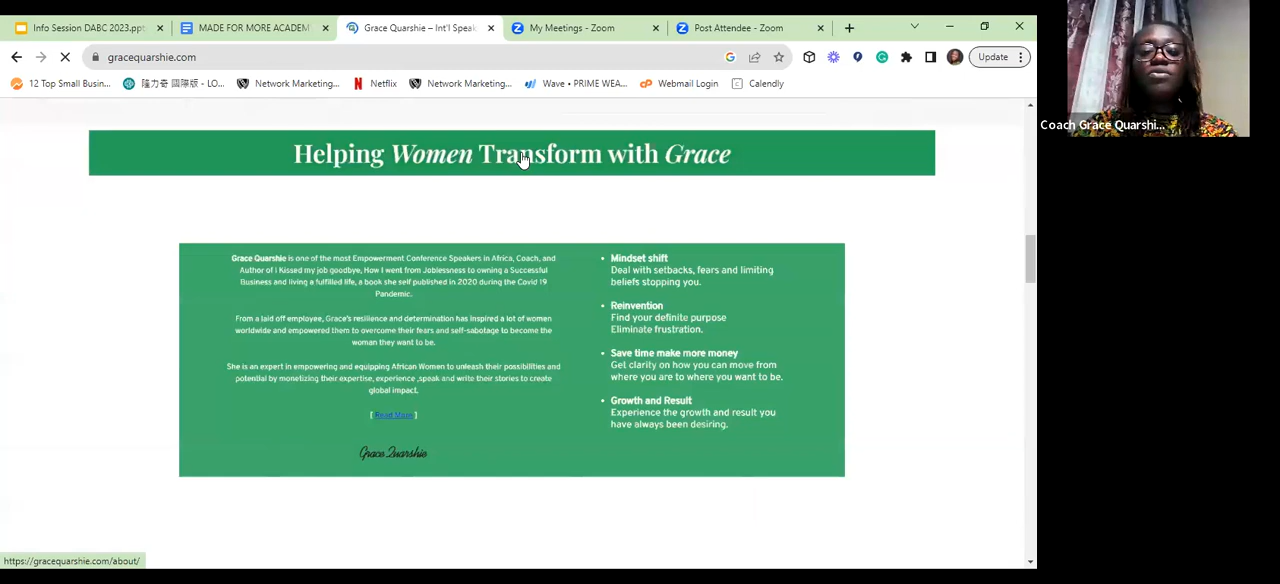 Info Session DABC 2023.ppt
MADE FOR MORE ACADEM
Grace Quarshie – Int'l Speak
My Meetings - Zoom
Post Attendee - Zoom
gracequarshie.com
Update
12 Top Small Busin...
隆力奇 國際版 - LO...
Network Marketing...
Netflix
Network Marketing...
Wave • PRIME WEA...
Webmail Login
Calendly
Coach Grace Quarshi...
Helping Women Transform with Grace
Grace Quarshie is one of the most Empowerment Conference Speakers in Africa, Coach, and
Author of I Kissed my job goodbye, How I went from Joblessness to owning a Successful
Business and living a fulfilled life, a book she self published in 2020 during the Covid 19
Pandemic.
From a laid off employee, Grace's resilience and determination has inspired a lot of women
worldwide and empowered them to overcome their fears and self-sabotage to become the
woman they want to be.
She is an expert in empowering and equipping African Women to unleash their possibilities and
potential by monetizing their expertise, experience ,speak and write their stories to create
global impact.
[ Read More ]
Grace Quarshie
• Mindset shift
Deal with setbacks, fears and limiting
beliefs stopping you.
• Reinvention
Find your definite purpose
Eliminate frustration.
• Save time make more money
Get clarity on how you can move from
where you are to where you want to be.
• Growth and Result
Experience the growth and result you
have always been desiring.
https://gracequarshie.com/about/